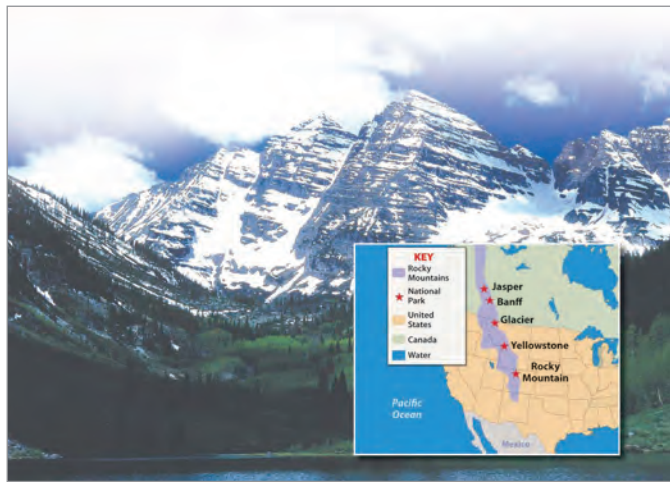 KEY
Rocky
Mountains
National
Park
United
States
Canada
Water
Jasper
Banff
Glacier
Yellowstone
Rocky
Mountain
Pacific
Ocean
Mexico